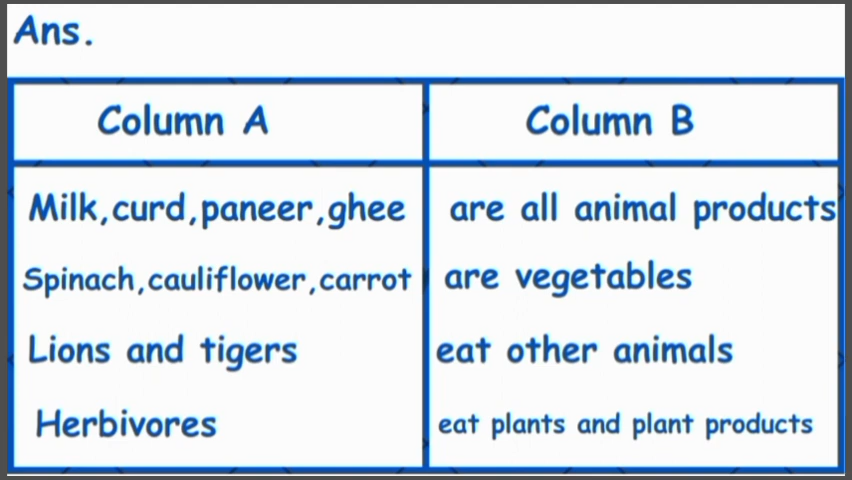 Ans.
Column A Column B
Milk,curd,paneer,ghee are all animal products
Spinach,cauliflower,carrot are vegetables
Lions and tigers eat other animals
Herbivores eat plants and plant products